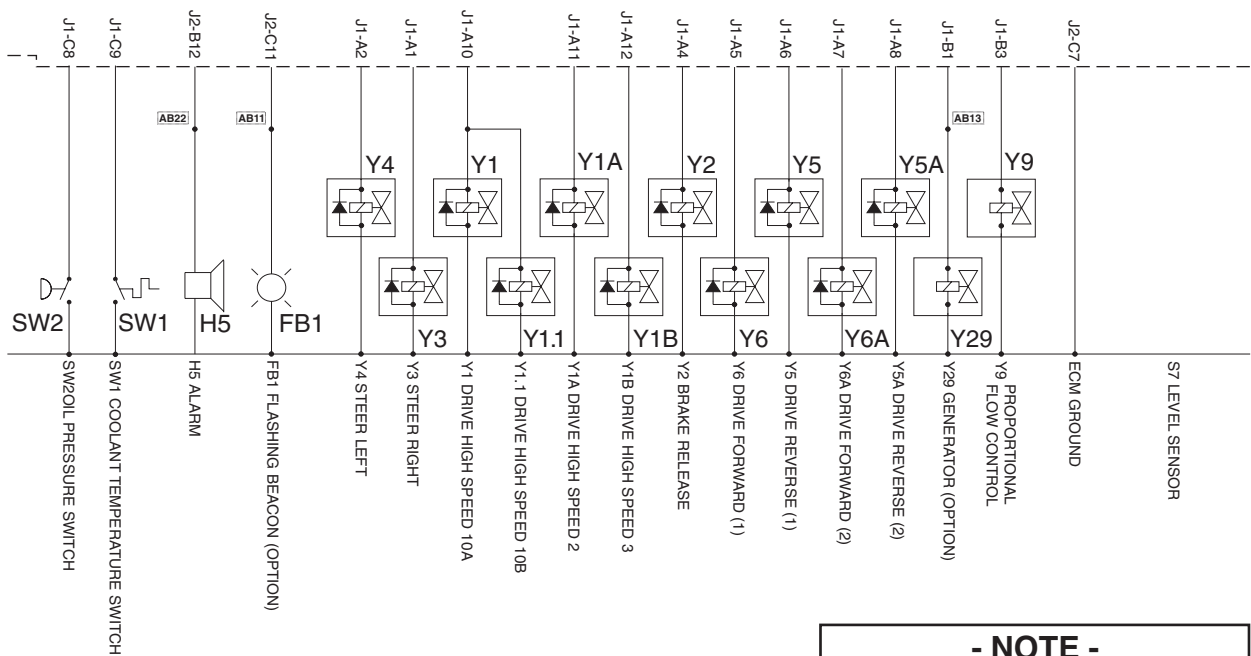 J1-C8
J1-C9
J2-B12
J2-C11
J1-A2
J1-A1
J1-A10
J1-A11
J1-A12
J1-A4
J1-A5
J1-A6
J1-A7
J1-A8
J1-B1
J1-B3
J2-C7
AB22
AB11
AB13
Y4
Y1
Y1A
Y2
Y5
Y5A
Y9
SW2
SW1
H5
FB1
Y3
Y1.1
Y1B
Y6
Y6A
Y29
SW2OIL PRESSURE SWITCH
SW1 COOLANT TEMPERATURE SWITCH
H5 ALARM
FB1 FLASHING BEACON (OPTION)
Y4 STEER LEFT
Y3 STEER RIGHT
Y1 DRIVE HIGH SPEED 10A
Y1.1 DRIVE HIGH SPEED 10B
Y1A DRIVE HIGH SPEED 2
Y1B DRIVE HIGH SPEED 3
Y2 BRAKE RELEASE
Y6 DRIVE FORWARD (1)
Y5 DRIVE REVERSE (1)
Y6A DRIVE FORWARD (2)
Y5A DRIVE REVERSE (2)
Y29 GENERATOR (OPTION)
Y9 PROPORTIONAL
FLOW CONTROL
ECM GROUND
S7 LEVEL SENSOR
- NOTE -